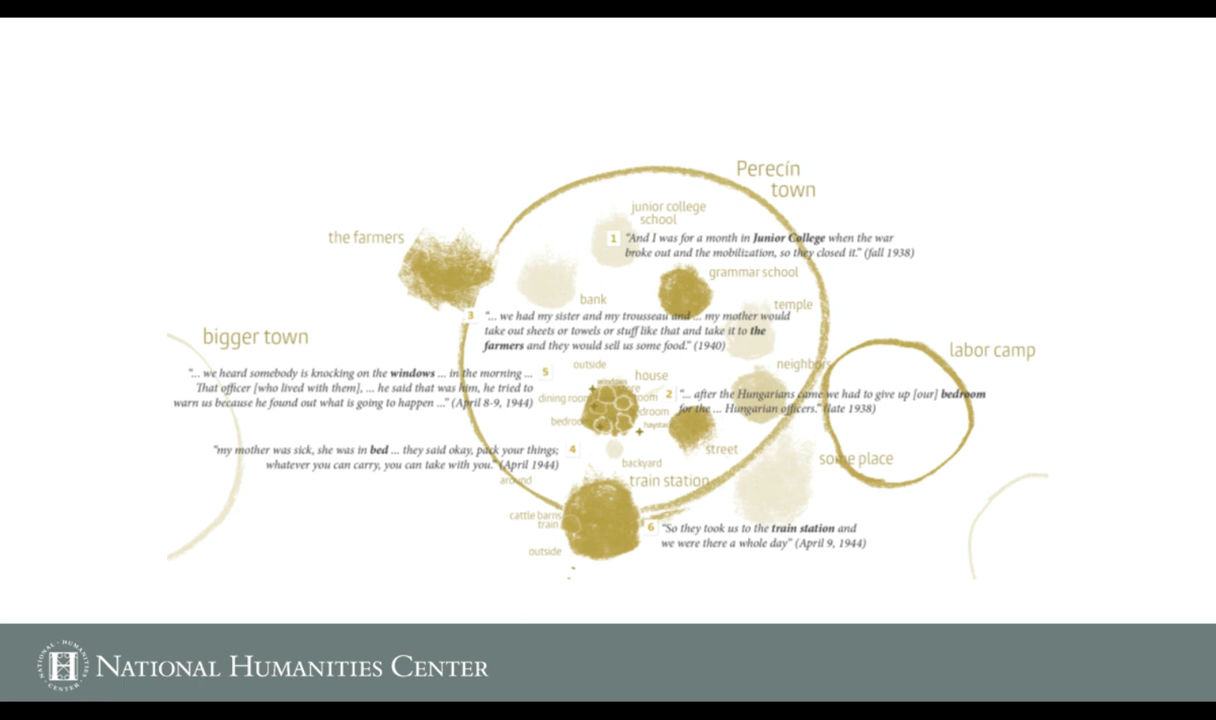 Perecín
town
junior college
school
1 "And I was for a month in Junior College when the war
broke out and the mobilization, so they closed it." (fall 1938)
the farmers
grammar school
bank
temple
3 "... we had my sister and my trousseau and ... my mother would
take out sheets or towels or stuff like that and take it to the
farmers and they would sell us some food." (1940)
bigger town
labor camp
outside
neighbors
house
"... we heard somebody is knocking on the windows ... in the morning ... 5
That officer [who lived with them], ... he said that was him, he tried to
warn us because he found out what is going to happen ..." (April 8-9, 1944)
windows
dining room
room
2 "... after the Hungarians came we had to give up [our] bedroom
for the ... Hungarian officers." (late 1938)
droom
bedroo
haystac
street
"my mother was sick, she was in bed ... they said okay, pack your things; 4
whatever you can carry, you can take with you." (April 1944)
backyard
some place
around
train station
cattle barns
train
outside
6 "So they took us to the train station and
we were there a whole day" (April 9, 1944)
NATIONAL · HUMANITIES · CENTER ·
H
NATIONAL HUMANITIES CENTER